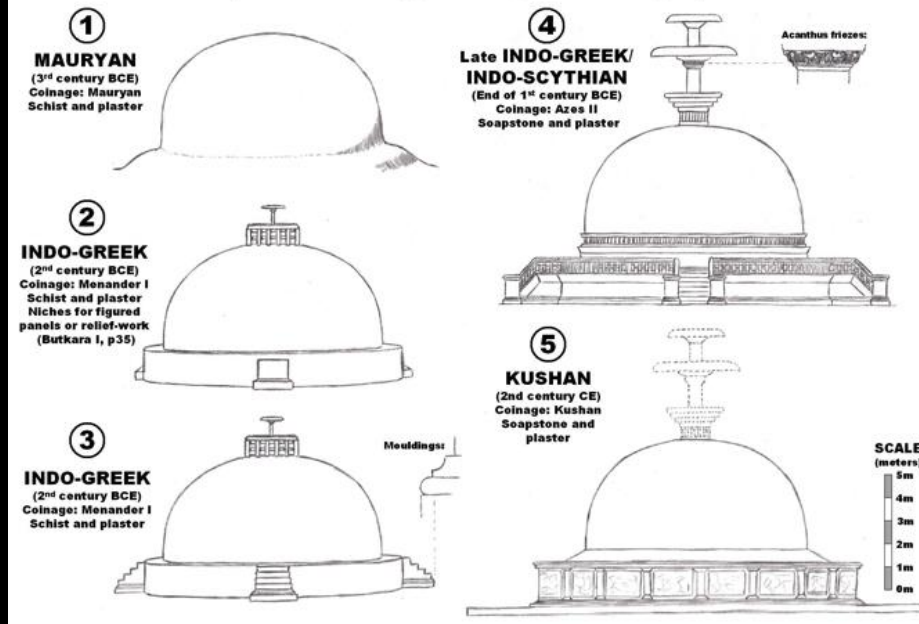 1
MAURYAN
(3rd century BCE)
Coinage: Mauryan
Schist and plaster
2
INDO-GREEK
(2nd century BCE)
Coinage: Menander I
Schist and plaster
Niches for figured
panels or relief-work
(Butkara I, p35)
3
INDO-GREEK
(2nd century BCE)
Coinage: Menander I
Schist and plaster
Mouldings:
4
Late INDO-GREEK/
INDO-SCYTHIAN
(End of 1st century BCE)
Coinage: Azes II
Soapstone and plaster
Acanthus friezes:
5
KUSHAN
(2nd century CE)
Coinage: Kushan
Soapstone and
plaster
SCALE
(meters)
5m
4m
3m
2m
1m
0m